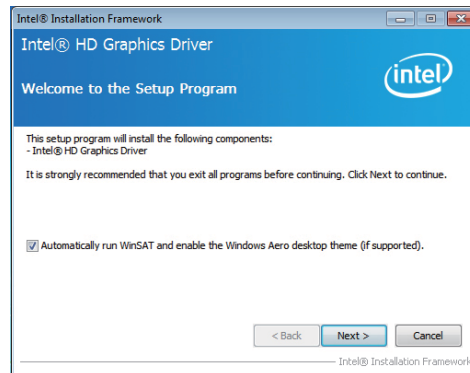 Intel® Installation Framework
Intel® HD Graphics Driver
intel
Welcome to the Setup Program
This setup program will install the following components:
- Intel® HD Graphics Driver
It is strongly recommended that you exit all programs before continuing. Click Next to continue.
Automatically run WinSAT and enable the Windows Aero desktop theme (if supported).
< Back Next > Cancel
Intel® Installation Framework